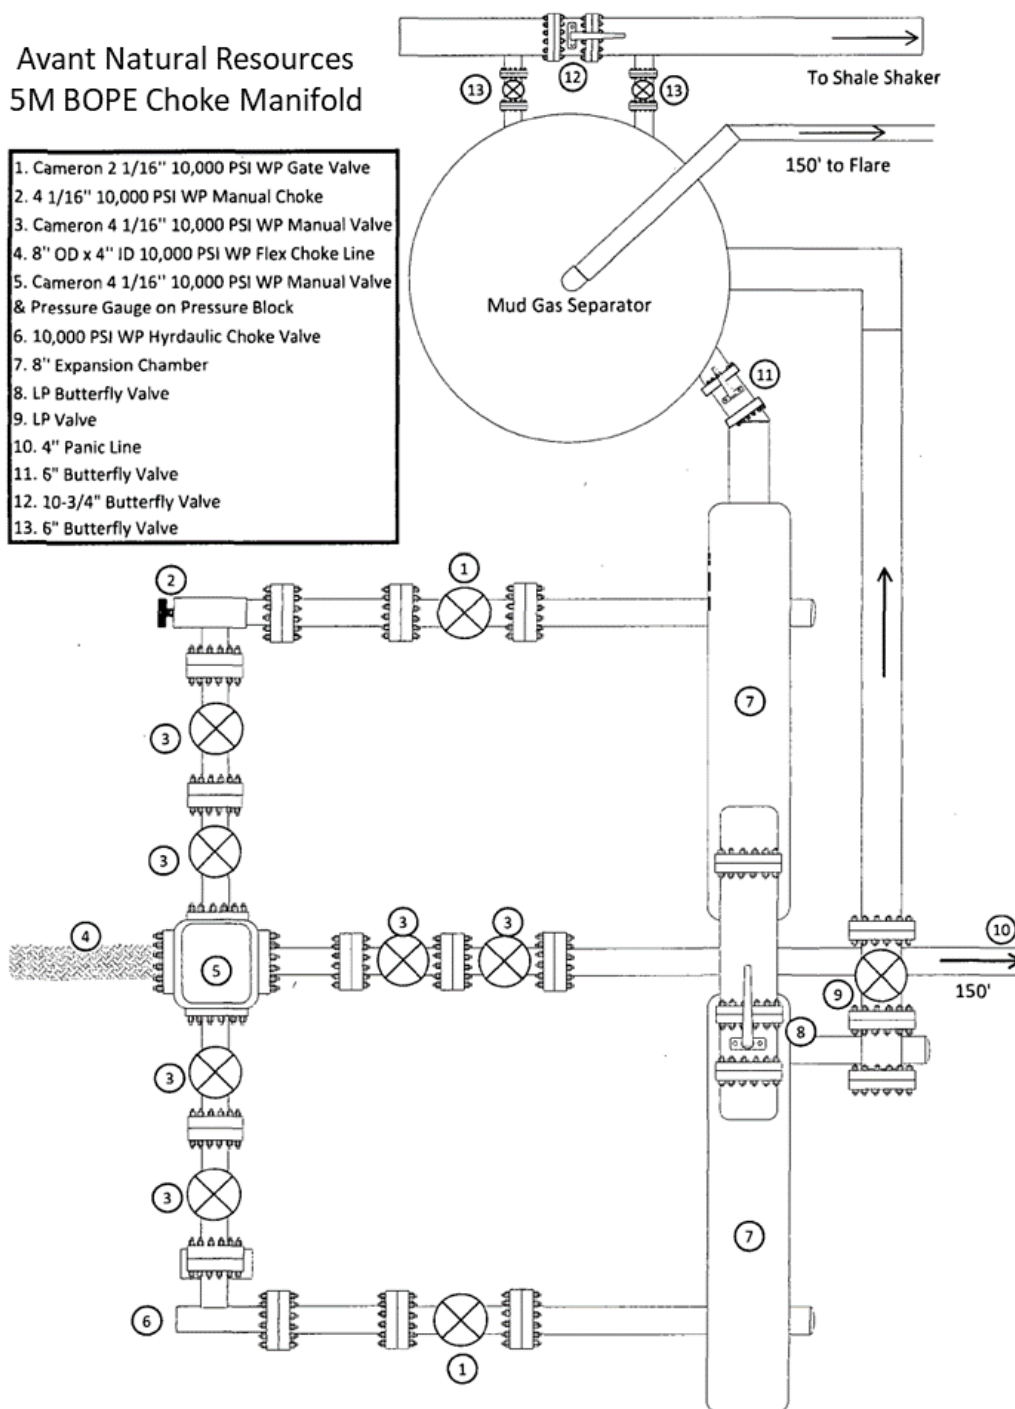 Avant Natural Resources
5M BOPE Choke Manifold
1. Cameron 2 1/16" 10,000 PSI WP Gate Valve
2. 4 1/16" 10,000 PSI WP Manual Choke
3. Cameron 4 1/16" 10,000 PSI WP Manual Valve
4. 8" OD x 4" ID 10,000 PSI WP Flex Choke Line
5. Cameron 4 1/16" 10,000 PSI WP Manual Valve
& Pressure Gauge on Pressure Block
6. 10,000 PSI WP Hyrdaulic Choke Valve
7. 8" Expansion Chamber
8. LP Butterfly Valve
9. LP Valve
10. 4" Panic Line
11. 6" Butterfly Valve
12. 10-3/4" Butterfly Valve
13. 6" Butterfly Valve
12
To Shale Shaker
13
13
150' to Flare
Mud Gas Separator
11
1
2
7
3
3
4
3
3
10
5
150'
9
8
3
3
7
6
1